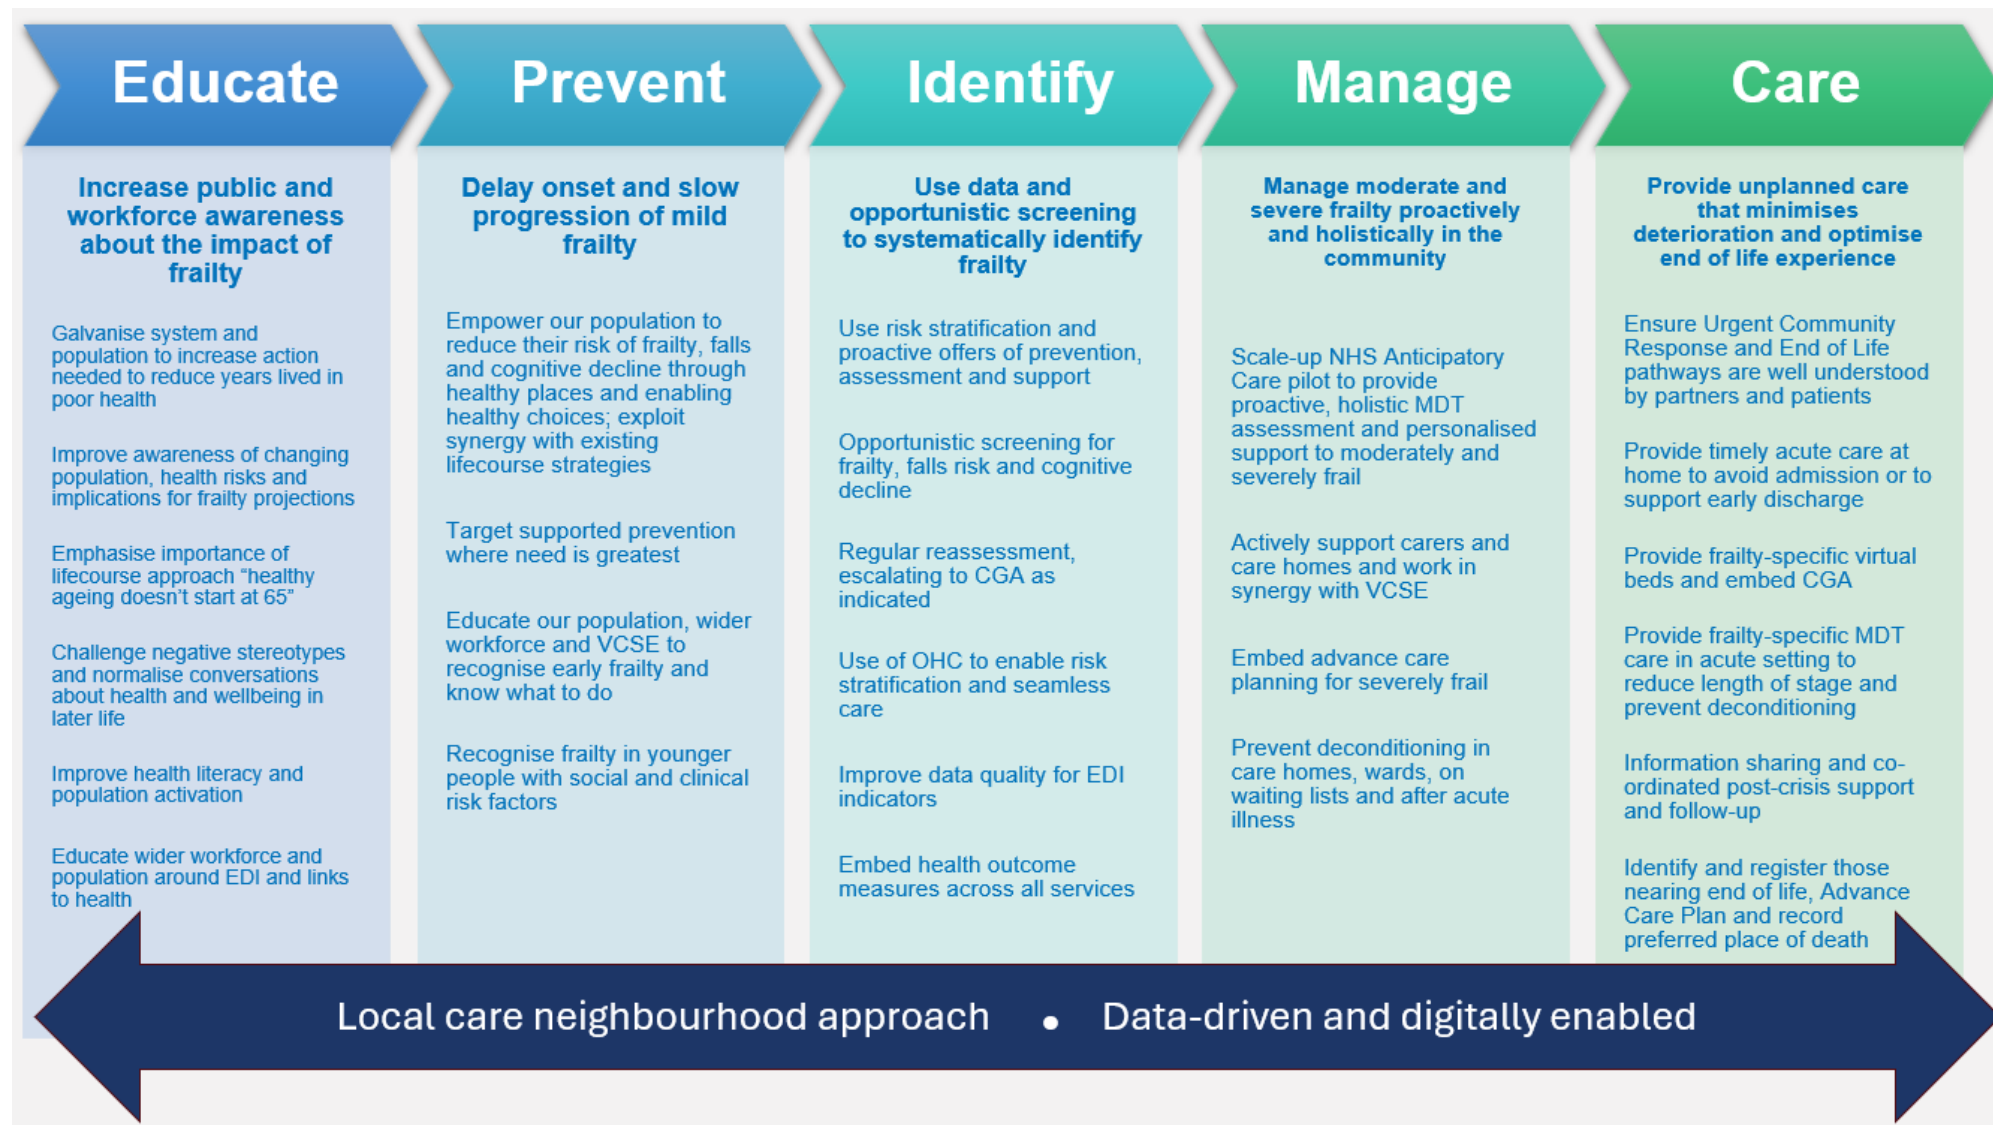 Educate
Increase public and
workforce awareness
about the impact of
frailty
Galvanise system and
population to increase action
needed to reduce years lived in
poor health
Improve awareness of changing
population, health risks and
implications for frailty projections
Emphasise importance of
lifecourse approach “healthy
ageing doesn’t start at 65”
Challenge negative stereotypes
and normalise conversations
about health and wellbeing in
later life
Improve health literacy and
population activation
Educate wider workforce and
population around EDI and links
to health
Prevent
Delay onset and slow
progression of mild
frailty
Empower our population to
reduce their risk of frailty, falls
and cognitive decline through
healthy places and enabling
healthy choices; exploit
synergy with existing
lifecourse strategies
Target supported prevention
where need is greatest
Educate our population, wider
workforce and VCSE to
recognise early frailty and
know what to do
Recognise frailty in younger
people with social and clinical
risk factors
Identify
Use data and
opportunistic screening
to systematically identify
frailty
Use risk stratification and
proactive offers of prevention,
assessment and support
Opportunistic screening for
frailty, falls risk and cognitive
decline
Regular reassessment,
escalating to CGA as
indicated
Use of OHC to enable risk
stratification and seamless
care
Improve data quality for EDI
indicators
Embed health outcome
measures across all services
Manage
Manage moderate and
severe frailty proactively
and holistically in the
community
Scale-up NHS Anticipatory
Care pilot to provide
proactive, holistic MDT
assessment and personalised
support to moderately and
severely frail
Actively support carers and
care homes and work in
synergy with VCSE
Embed advance care
planning for severely frail
Prevent deconditioning in
care homes, wards, on
waiting lists and after acute
illness
Care
Provide unplanned care
that minimises
deterioration and optimise
end of life experience
Ensure Urgent Community
Response and End of Life
pathways are well understood
by partners and patients
Provide timely acute care at
home to avoid admission or to
support early discharge
Provide frailty-specific virtual
beds and embed CGA
Provide frailty-specific MDT
care in acute setting to
reduce length of stage and
prevent deconditioning
Information sharing and co-
ordinated post-crisis support
and follow-up
Identify and register those
nearing end of life, Advance
Care Plan and record
preferred place of death
Local care neighbourhood approach • Data-driven and digitally enabled